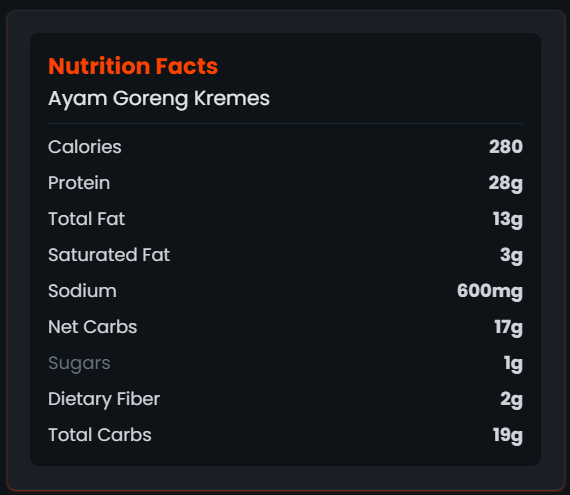 Nutrition Facts
Ayam Goreng Kremes
Calories 280
Protein 28g
Total Fat 13g
Saturated Fat 3g
Sodium 600mg
Net Carbs 17g
Sugars 1g
Dietary Fiber 2g
Total Carbs 19g